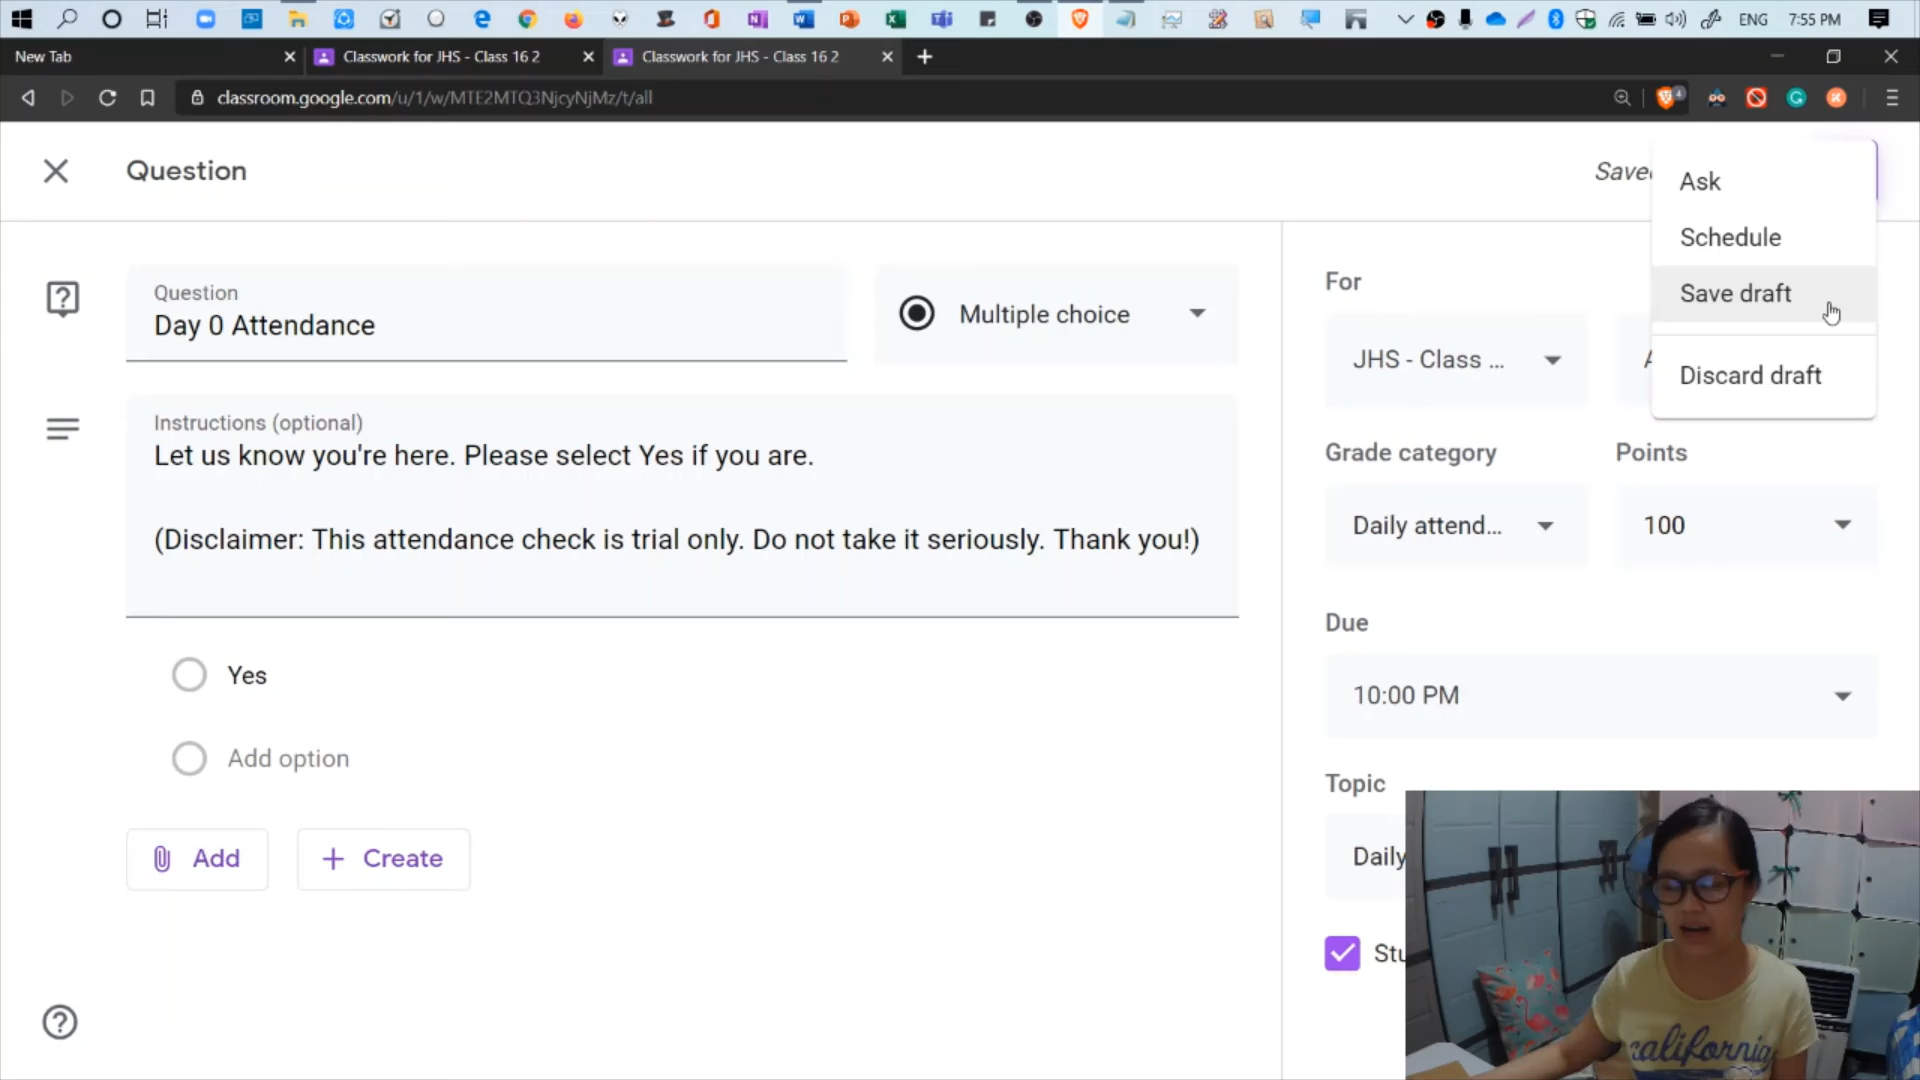 ENG
7:55 PM
New Tab
Classwork for JHS - Class 16 2
Classwork for JHS - Class 16 2
classroom.google.com/u/1/w/MTE2MTQ3NjcyNjMz/t/all
4
Question
Ask
Schedule
Save draft
Discard draft
Question
Day 0 Attendance
Multiple choice
For
JHS - Class ...
Instructions (optional)
Let us know you're here. Please select Yes if you are.
(Disclaimer: This attendance check is trial only. Do not take it seriously. Thank you!)
Grade category
Points
Daily attend...
100
Due
10:00 PM
Yes
Add option
Topic
Daily
Add
Create
california